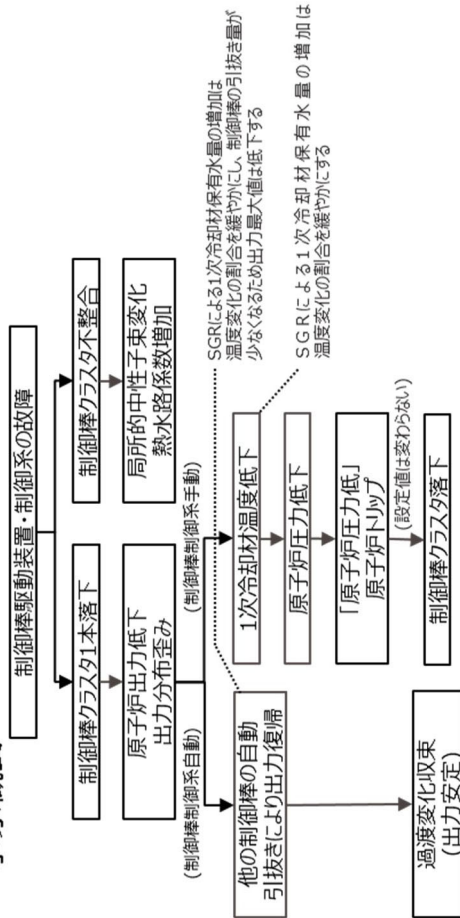 制御棒駆動装置・制御系の故障
制御棒クラスタ1本落下
制御棒クラスタ不整合
原子炉出力低下
出力分布歪み
局所的中性子束変化
熱水路係数増加
(制御棒制御系自動)
(制御棒制御系手動)
SGRによる1次冷却材保有水量の増加は
温度変化の割合を緩やかにし、制御棒の引抜き量が
少なくなるため出力最大値は低下する
他の制御棒の自動
引抜きにより出力復帰
1次冷却材温度低下
SGRによる1次冷却材保有水量の増加は
温度変化の割合を緩やかにする
原子炉圧力低下
「原子炉圧力低」
原子炉トリップ
(設定値は変わらない)
過渡変化収束
(出力安定)
制御棒クラスタ落下